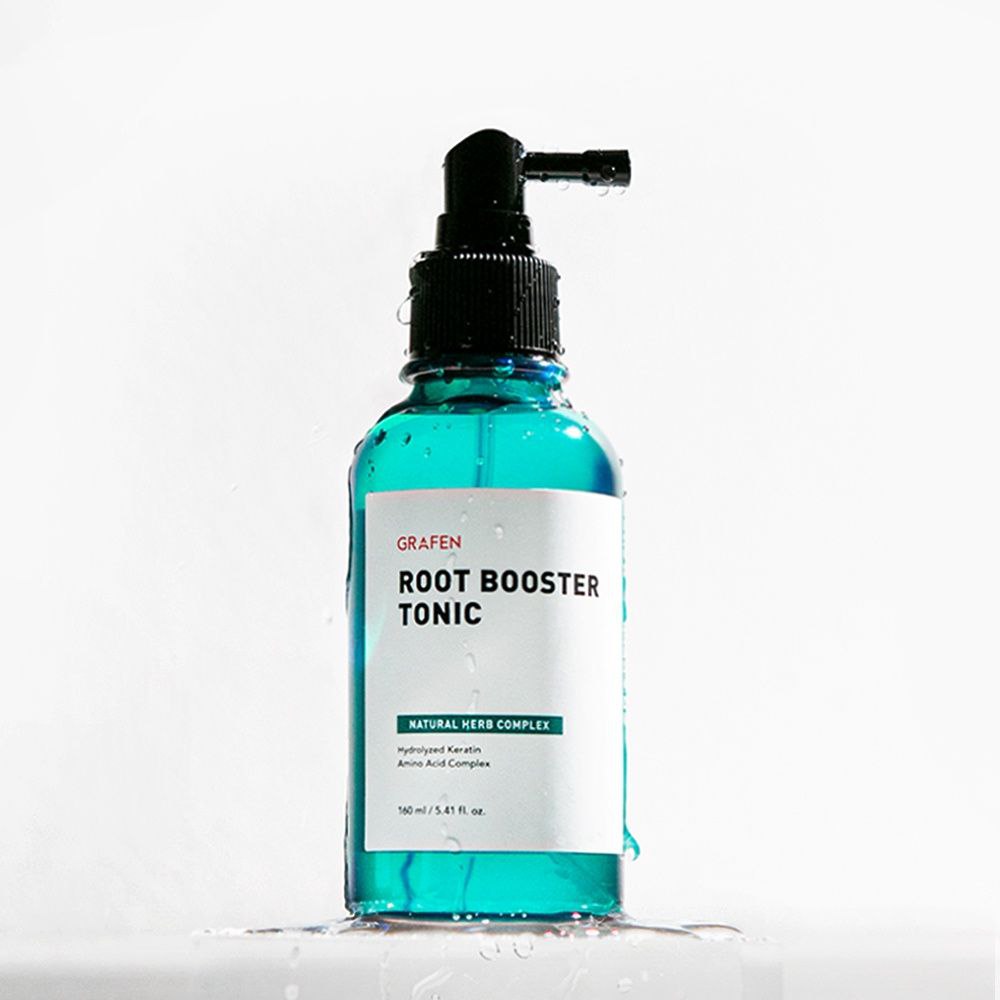 GRAFEN
ROOT BOOSTER
TONIC
NATURAL HERB COMPLEX
Hydrolyzed Keratin
Amino Acid Complex
160 ml / 5.41 fl. oz.